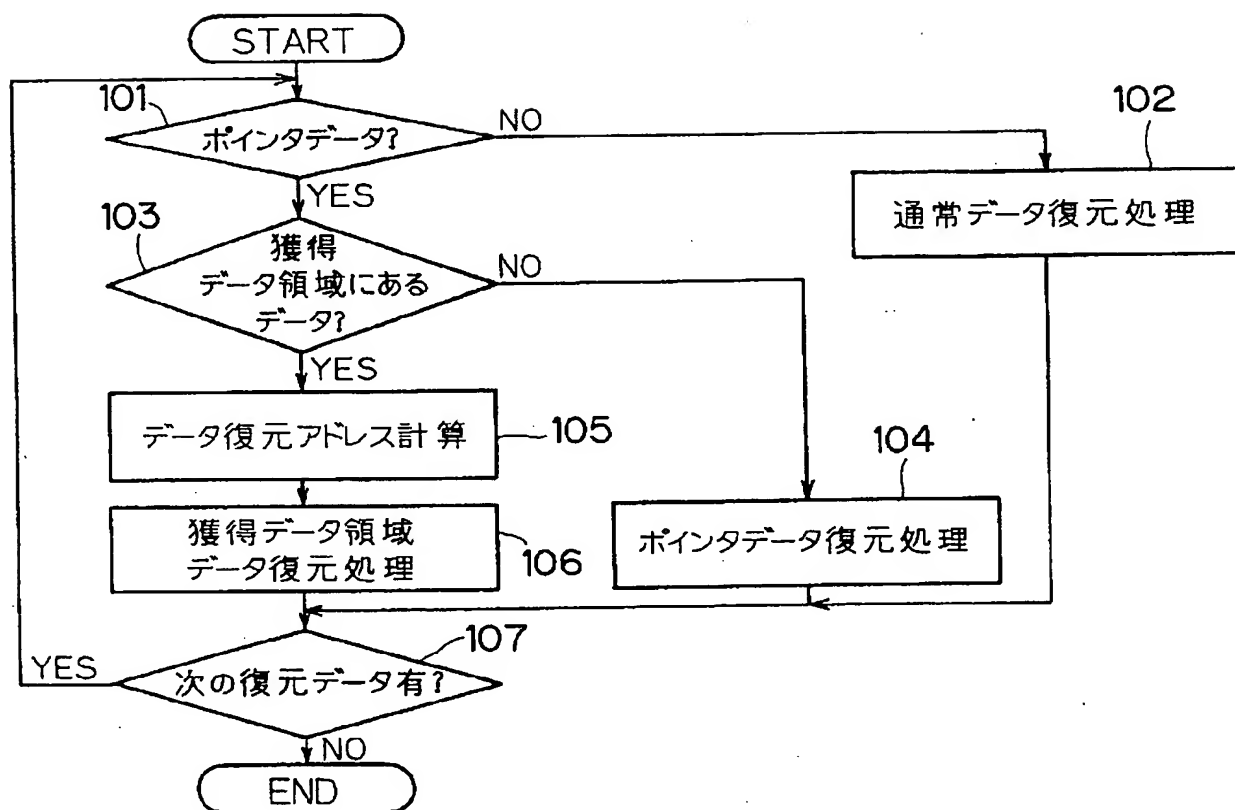 START
101
ポインタデータ?
NO
102
通常データ復元処理
YES
103
獲得
データ領域にある
データ?
NO
YES
データ復元アドレス計算
105
104
獲得データ領域
データ復元処理
106
ポインタデータ復元処理
107
YES
次の復元データ有?
NO
END